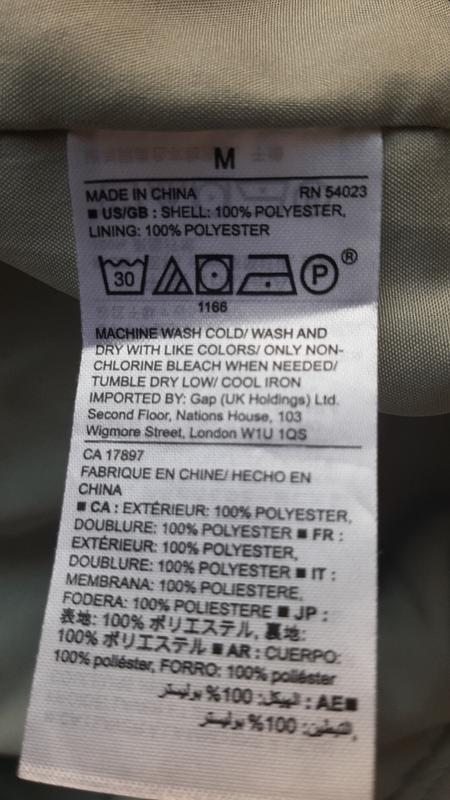 M
MADE IN CHINA RN 54023
■ US/GB : SHELL: 100% POLYESTER,
LINING: 100% POLYESTER
30 P ®
1166
MACHINE WASH COLD/ WASH AND
DRY WITH LIKE COLORS/ ONLY NON-
CHLORINE BLEACH WHEN NEEDED/
TUMBLE DRY LOW/ COOL IRON
IMPORTED BY: Gap (UK Holdings) Ltd.
Second Floor, Nations House, 103
Wigmore Street, London W1U 1QS
CA 17897
FABRIQUE EN CHINE/ HECHO EN
CHINA
■ CA : EXTÉRIEUR: 100% POLYESTER,
DOUBLURE: 100% POLYESTER ■ FR :
EXTÉRIEUR: 100% POLYESTER,
DOUBLURE: 100% POLYESTER ■ IT :
MEMBRANA: 100% POLIESTERE,
FODERA: 100% POLIESTERE ■ JP :
表地: 100% ポリエステル, 裏地:
100% ポリエステル ■ AR : CUERPO:
100% poliéster, FORRO: 100% poliéster
■AE : الهيكل: 100% بوليستر
,التبطين: 100% بوليستر